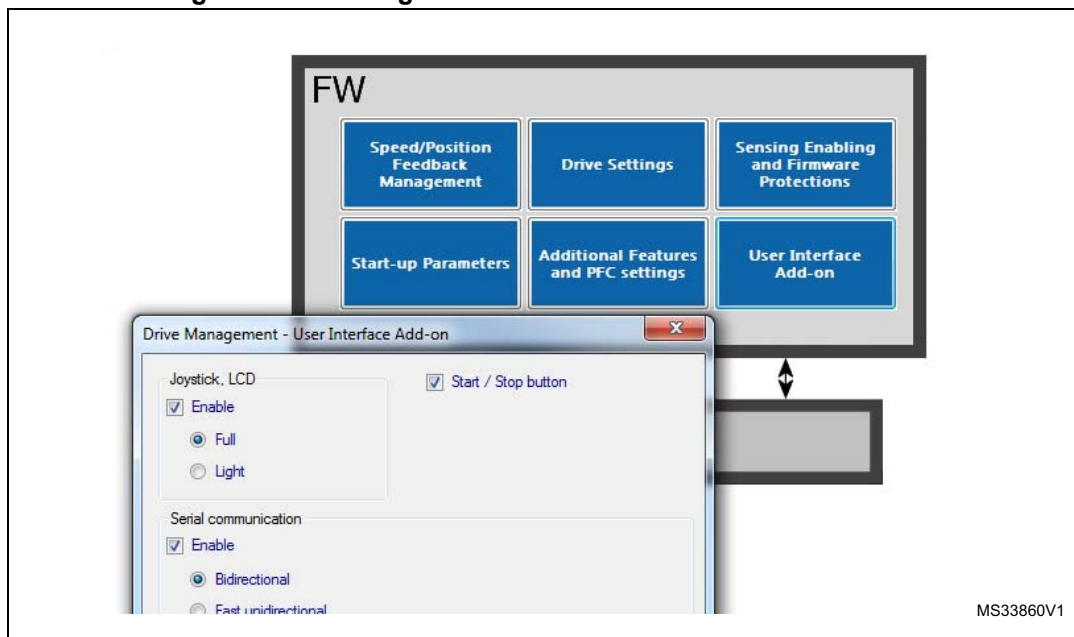 FW
Speed/Position
Feedback
Management
Drive Settings
Sensing Enabling
and Firmware
Protections
Start-up Parameters
Additional Features
and PFC settings
User Interface
Add-on
Drive Management - User Interface Add-on
Joystick, LCD
Start / Stop button
Enable
Full
Light
Serial communication
Enable
Bidirectional
Fast unidirectional
MS33860V1